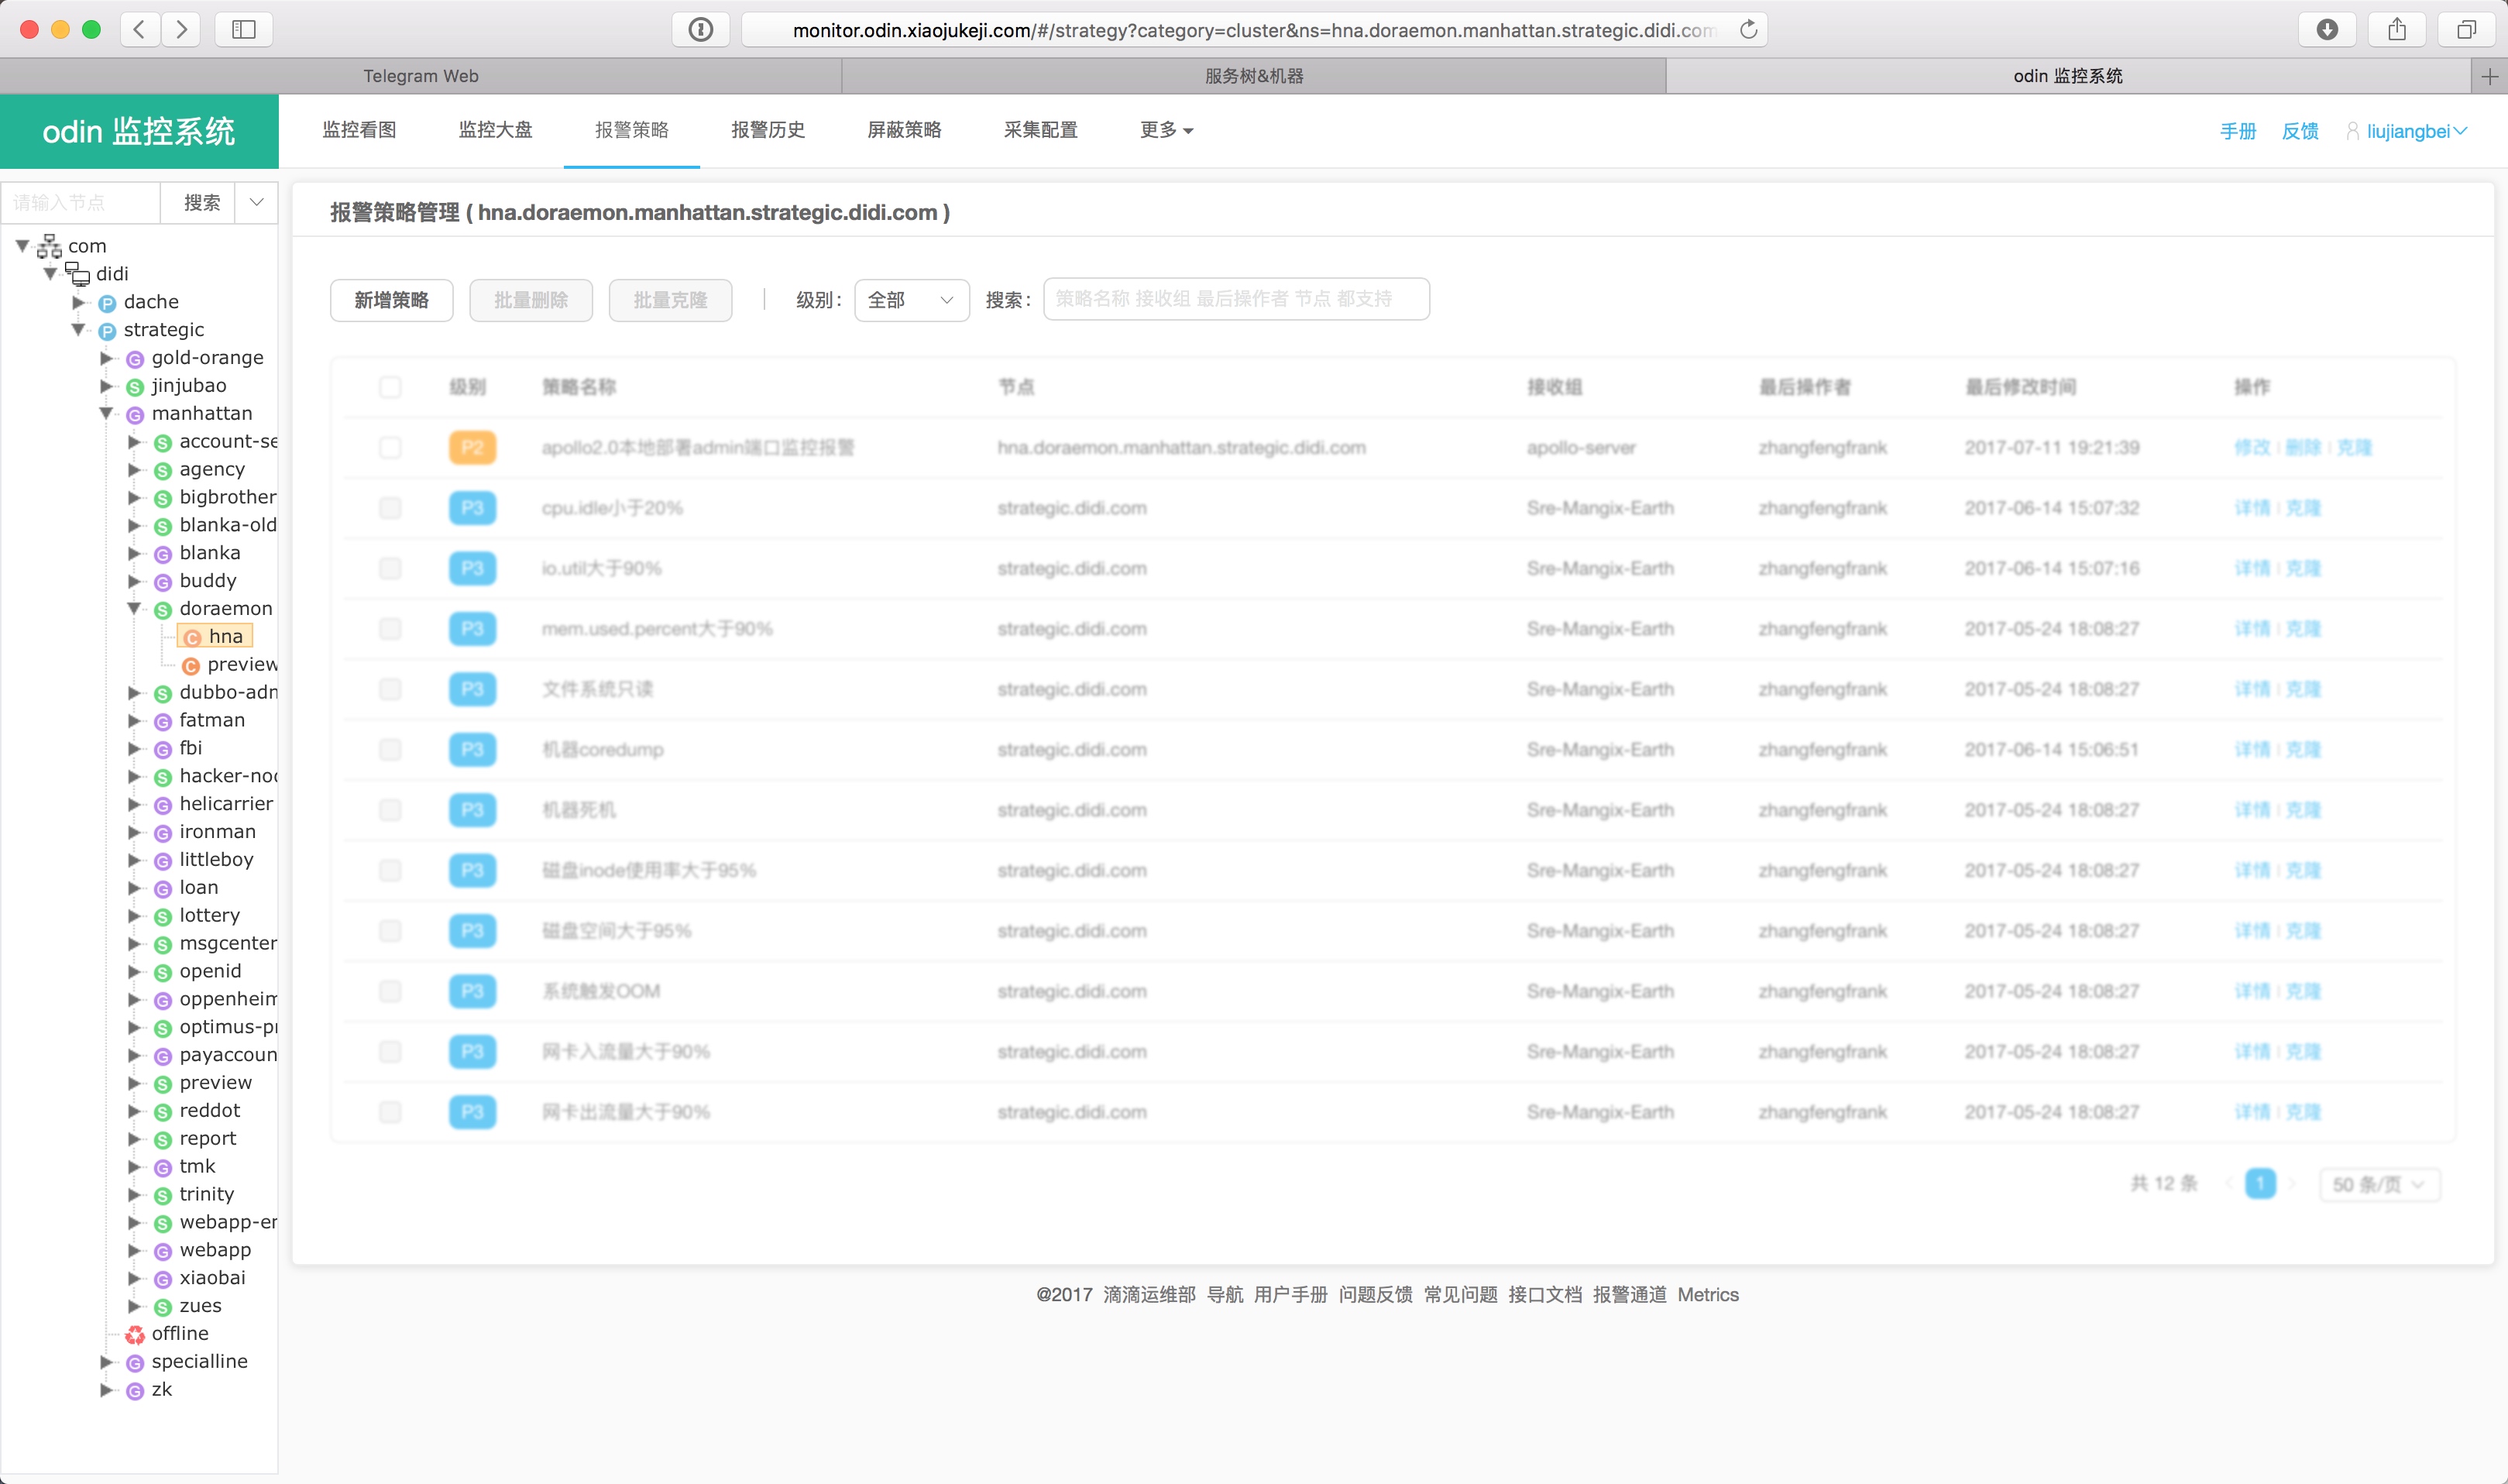 monitor.odin.xiaojukeji.com/#/strategy?category=cluster&ns=hna.doraemon.manhattan.strategic.didi.com
Telegram Web 服务树&机器 odin 监控系统
odin 监控系统 监控看图 监控大盘 报警策略 报警历史 屏蔽策略 采集配置 更多 手册 反馈 liujiangbei
请输入节点 搜索
com
didi
P dache
P strategic
G gold-orange
S jinjubao
G manhattan
S account-se
S agency
S bigbrother
S blanka-old
G blanka
G buddy
S doraemon
C hna
C preview
S dubbo-adn
G fatman
G fbi
S hacker-noc
G helicarrier
G ironman
G littleboy
G loan
S lottery
S msgcenter
S openid
G oppenheim
S optimus-pr
G payaccoun
S preview
S reddot
S report
G tmk
S trinity
S webapp-er
G webapp
G xiaobai
S zues
offline
G specialline
G zk
报警策略管理 ( hna.doraemon.manhattan.strategic.didi.com )
新增策略 批量删除 批量克隆 级别: 全部 搜索: 策略名称 接收组 最后操作者 节点 都支持
级别 策略名称 节点 接收组 最后操作者 最后修改时间 操作
P2 apollo2.0本地部署admin端口监控报警 hna.doraemon.manhattan.strategic.didi.com apollo-server zhangfengfrank 2017-07-11 19:21:39 修改 | 删除 | 克隆
P3 cpu.idle小于20% strategic.didi.com Sre-Mangix-Earth zhangfengfrank 2017-06-14 15:07:32 详情 | 克隆
P3 io.util大于90% strategic.didi.com Sre-Mangix-Earth zhangfengfrank 2017-06-14 15:07:16 详情 | 克隆
P3 mem.used.percent大于90% strategic.didi.com Sre-Mangix-Earth zhangfengfrank 2017-05-24 18:08:27 详情 | 克隆
P3 文件系统只读 strategic.didi.com Sre-Mangix-Earth zhangfengfrank 2017-05-24 18:08:27 详情 | 克隆
P3 机器coredump strategic.didi.com Sre-Mangix-Earth zhangfengfrank 2017-06-14 15:06:51 详情 | 克隆
P3 机器死机 strategic.didi.com Sre-Mangix-Earth zhangfengfrank 2017-05-24 18:08:27 详情 | 克隆
P3 磁盘inode使用率大于95% strategic.didi.com Sre-Mangix-Earth zhangfengfrank 2017-05-24 18:08:27 详情 | 克隆
P3 磁盘空间大于95% strategic.didi.com Sre-Mangix-Earth zhangfengfrank 2017-05-24 18:08:27 详情 | 克隆
P3 系统触发OOM strategic.didi.com Sre-Mangix-Earth zhangfengfrank 2017-05-24 18:08:27 详情 | 克隆
P3 网卡入流量大于90% strategic.didi.com Sre-Mangix-Earth zhangfengfrank 2017-05-24 18:08:27 详情 | 克隆
P3 网卡出流量大于90% strategic.didi.com Sre-Mangix-Earth zhangfengfrank 2017-05-24 18:08:27 详情 | 克隆
共 12 条 1 50 条/页
@2017 滴滴运维部 导航 用户手册 问题反馈 常见问题 接口文档 报警通道 Metrics